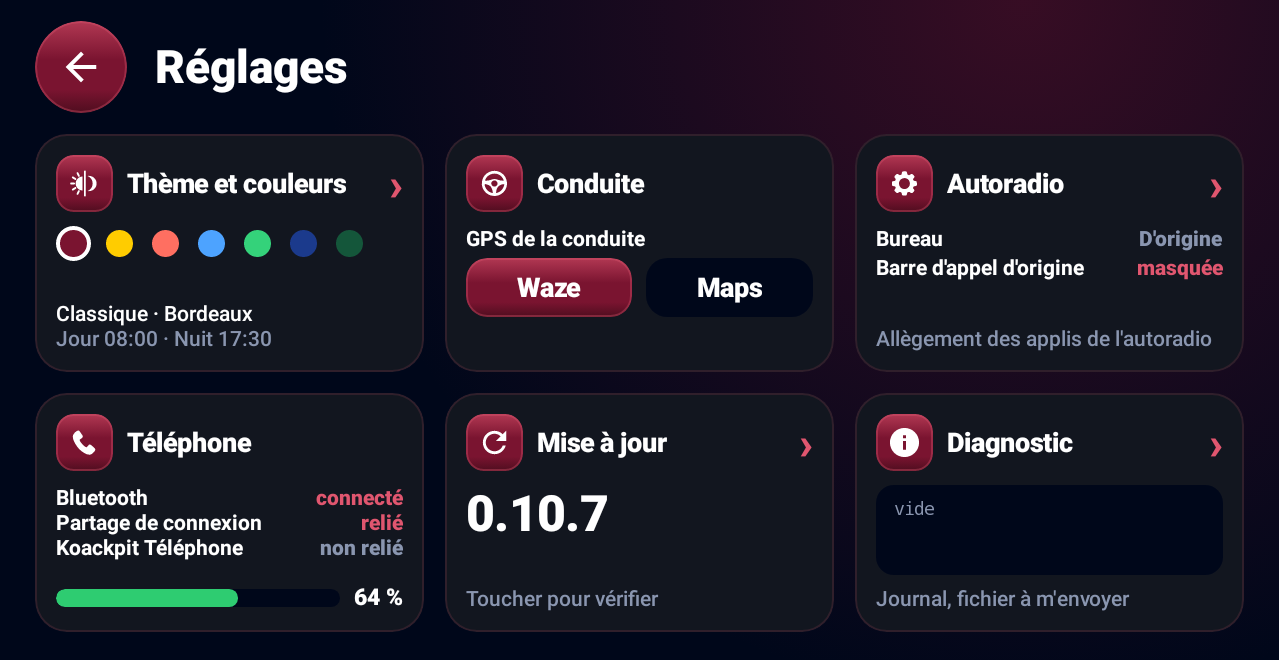 Réglages
Thème et couleurs
Classique · Bordeaux
Jour 08:00 · Nuit 17:30
Conduite
GPS de la conduite
Waze Maps
Autoradio
Bureau D'origine
Barre d'appel d'origine masquée
Allègement des applis de l'autoradio
Téléphone
Bluetooth connecté
Partage de connexion relié
Koackpit Téléphone non relié
64 %
Mise à jour
0.10.7
Toucher pour vérifier
Diagnostic
vide
Journal, fichier à m'envoyer